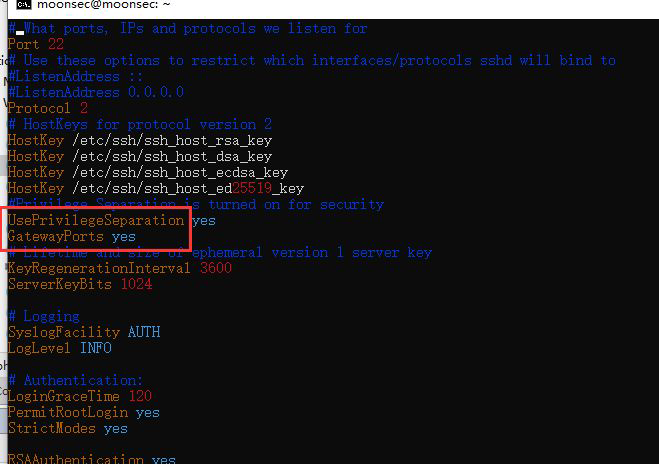 moonsec@moonsec: ~
# What ports, IPs and protocols we listen for
Port 22
# Use these options to restrict which interfaces/protocols sshd will bind to
#ListenAddress ::
#ListenAddress 0.0.0.0
Protocol 2
# HostKeys for protocol version 2
HostKey /etc/ssh/ssh_host_rsa_key
HostKey /etc/ssh/ssh_host_dsa_key
HostKey /etc/ssh/ssh_host_ecdsa_key
HostKey /etc/ssh/ssh_host_ed25519_key
#Privilege Separation is turned on for security
UsePrivilegeSeparation yes
GatewayPorts yes
# Lifetime and size of ephemeral version 1 server key
KeyRegenerationInterval 3600
ServerKeyBits 1024
# Logging
SyslogFacility AUTH
LogLevel INFO
# Authentication:
LoginGraceTime 120
PermitRootLogin yes
StrictModes yes
RSAAuthentication yes